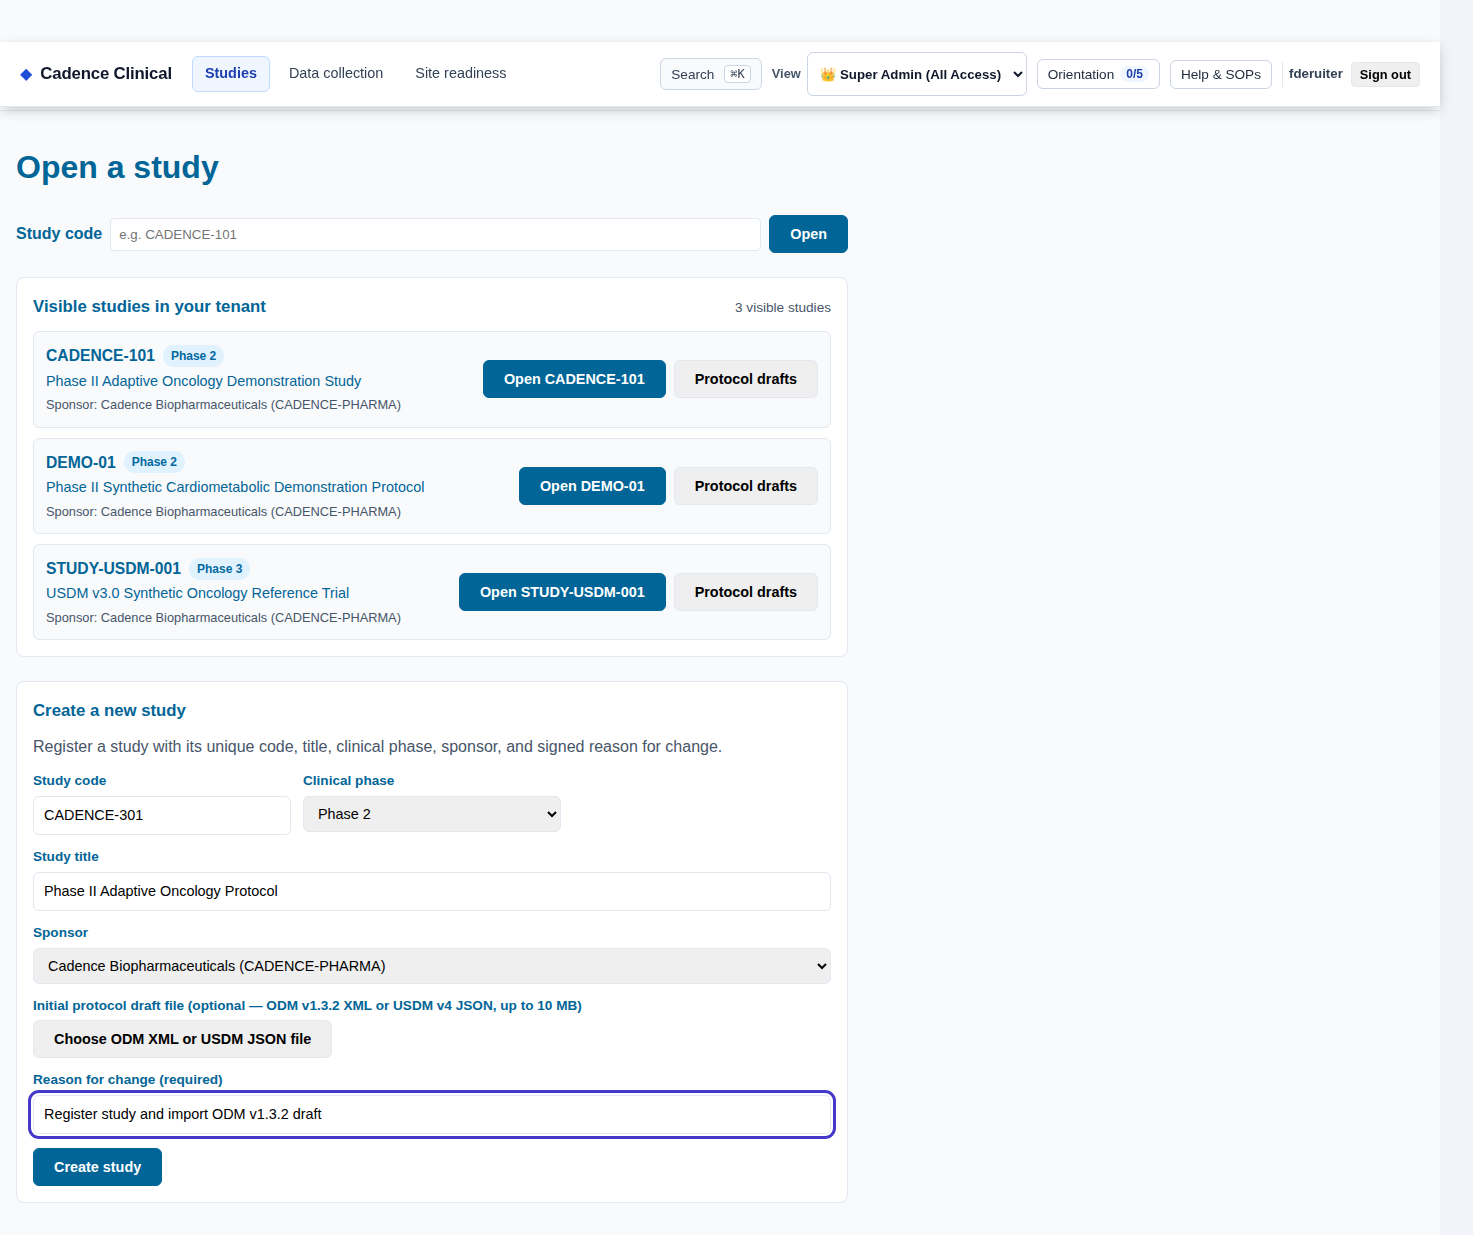 ◆ Cadence Clinical Studies Data collection Site readiness Search ⌘K View 👑 Super Admin (All Access) Orientation 0/5 Help & SOPs fderuiter Sign out
Open a study
Study code e.g. CADENCE-101 Open
Visible studies in your tenant 3 visible studies
CADENCE-101 Phase 2
Phase II Adaptive Oncology Demonstration Study
Sponsor: Cadence Biopharmaceuticals (CADENCE-PHARMA)
Open CADENCE-101 Protocol drafts
DEMO-01 Phase 2
Phase II Synthetic Cardiometabolic Demonstration Protocol
Sponsor: Cadence Biopharmaceuticals (CADENCE-PHARMA)
Open DEMO-01 Protocol drafts
STUDY-USDM-001 Phase 3
USDM v3.0 Synthetic Oncology Reference Trial
Sponsor: Cadence Biopharmaceuticals (CADENCE-PHARMA)
Open STUDY-USDM-001 Protocol drafts
Create a new study
Register a study with its unique code, title, clinical phase, sponsor, and signed reason for change.
Study code Clinical phase
CADENCE-301 Phase 2
Study title
Phase II Adaptive Oncology Protocol
Sponsor
Cadence Biopharmaceuticals (CADENCE-PHARMA)
Initial protocol draft file (optional — ODM v1.3.2 XML or USDM v4 JSON, up to 10 MB)
Choose ODM XML or USDM JSON file
Reason for change (required)
Register study and import ODM v1.3.2 draft
Create study